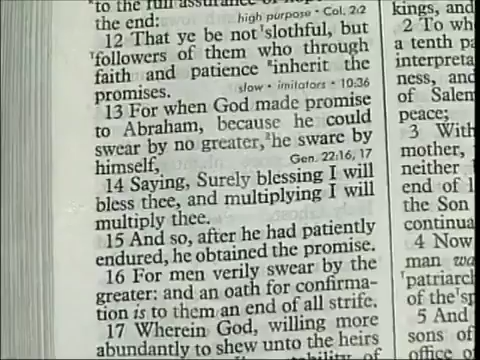 to the full assurance of
the end: high purpose • Col. 2:2
12 That ye be not slothful, but
followers of them who through
faith and patience inherit the
promises. slow • imitators • 10:36
13 For when God made promise
to Abraham, because he could
swear by no greater, he sware by
himself, Gen. 22:16, 17
14 Saying, Surely blessing I will
bless thee, and multiplying I will
multiply thee.
15 And so, after he had patiently
endured, he obtained the promise.
16 For men verily swear by the
greater: and an oath for confirma-
tion is to them an end of all strife.
17 Wherein God, willing more
abundantly to shew unto the heirs
kings, and
2 To wh
a tenth pa
interpreta
ness, and
of Salem
peace;
3 With
mother,
neither
end of l
the Son
continua
4 Now
man wa
patriarch
of the sp
5 And
sons of
office of